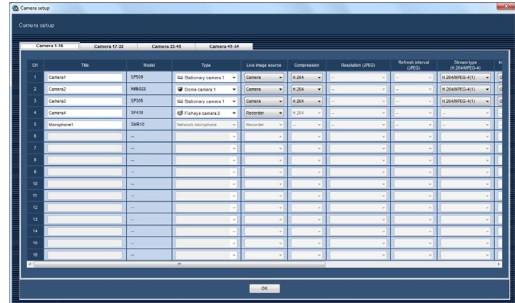 Camera setup
Camera setup
Camera 1-16 Camera 17-32 Camera 33-48 Camera 49-64
CH Title Model Type Live image source Compression Resolution (JPEG) Refresh interval (JPEG) Stream type (H.264/MPEG-4)
1 Camera1 SP509 Stationary camera 1 Camera H.264 -- -- H.264/MPEG-4(1)
2 Camera2 Dome camera 1 Camera H.264 -- -- H.264/MPEG-4(1)
3 Camera3 SP305 Stationary camera 1 Camera H.264 -- -- H.264/MPEG-4(1)
4 Camera4 SF438 Fisheye camera 2 Recorder H.264 -- -- --
5 Microphone1 Network microphone Recorder -- -- -- --
6 --
7 --
8 --
9 --
10 --
11 --
12 --
13 --
14 --
15 --
16 --
OK